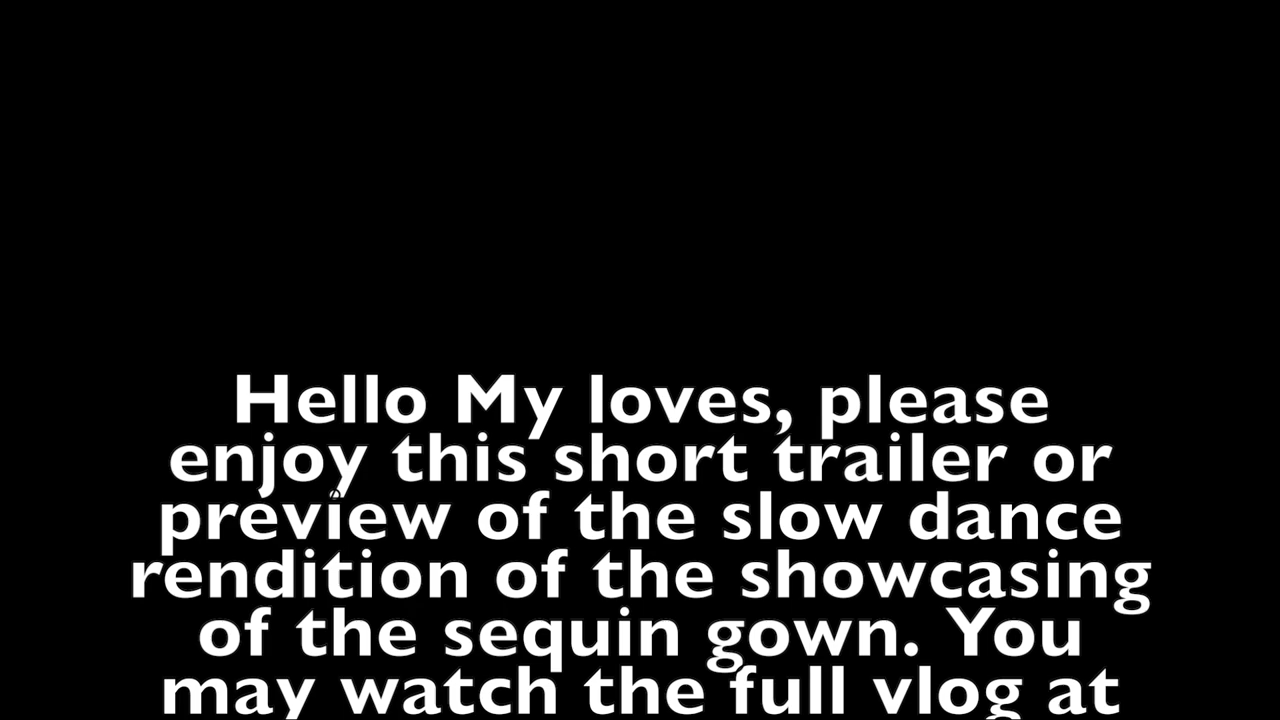 Hello My loves, please
enjoy this short trailer or
preview of the slow dance
rendition of the showcasing
of the sequin gown. You
may watch the full vlog at